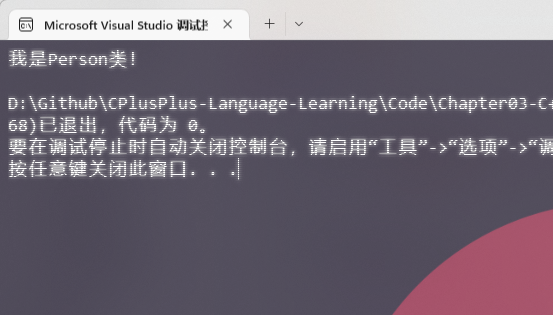 Microsoft Visual Studio 调试控
我是Person类!
D:\Github\CPlusPlus-Language-Learning\Code\Chapter03-C+
68)已退出，代码为 0。
要在调试停止时自动关闭控制台，请启用“工具”->“选项”->“调
按任意键关闭此窗口. . .